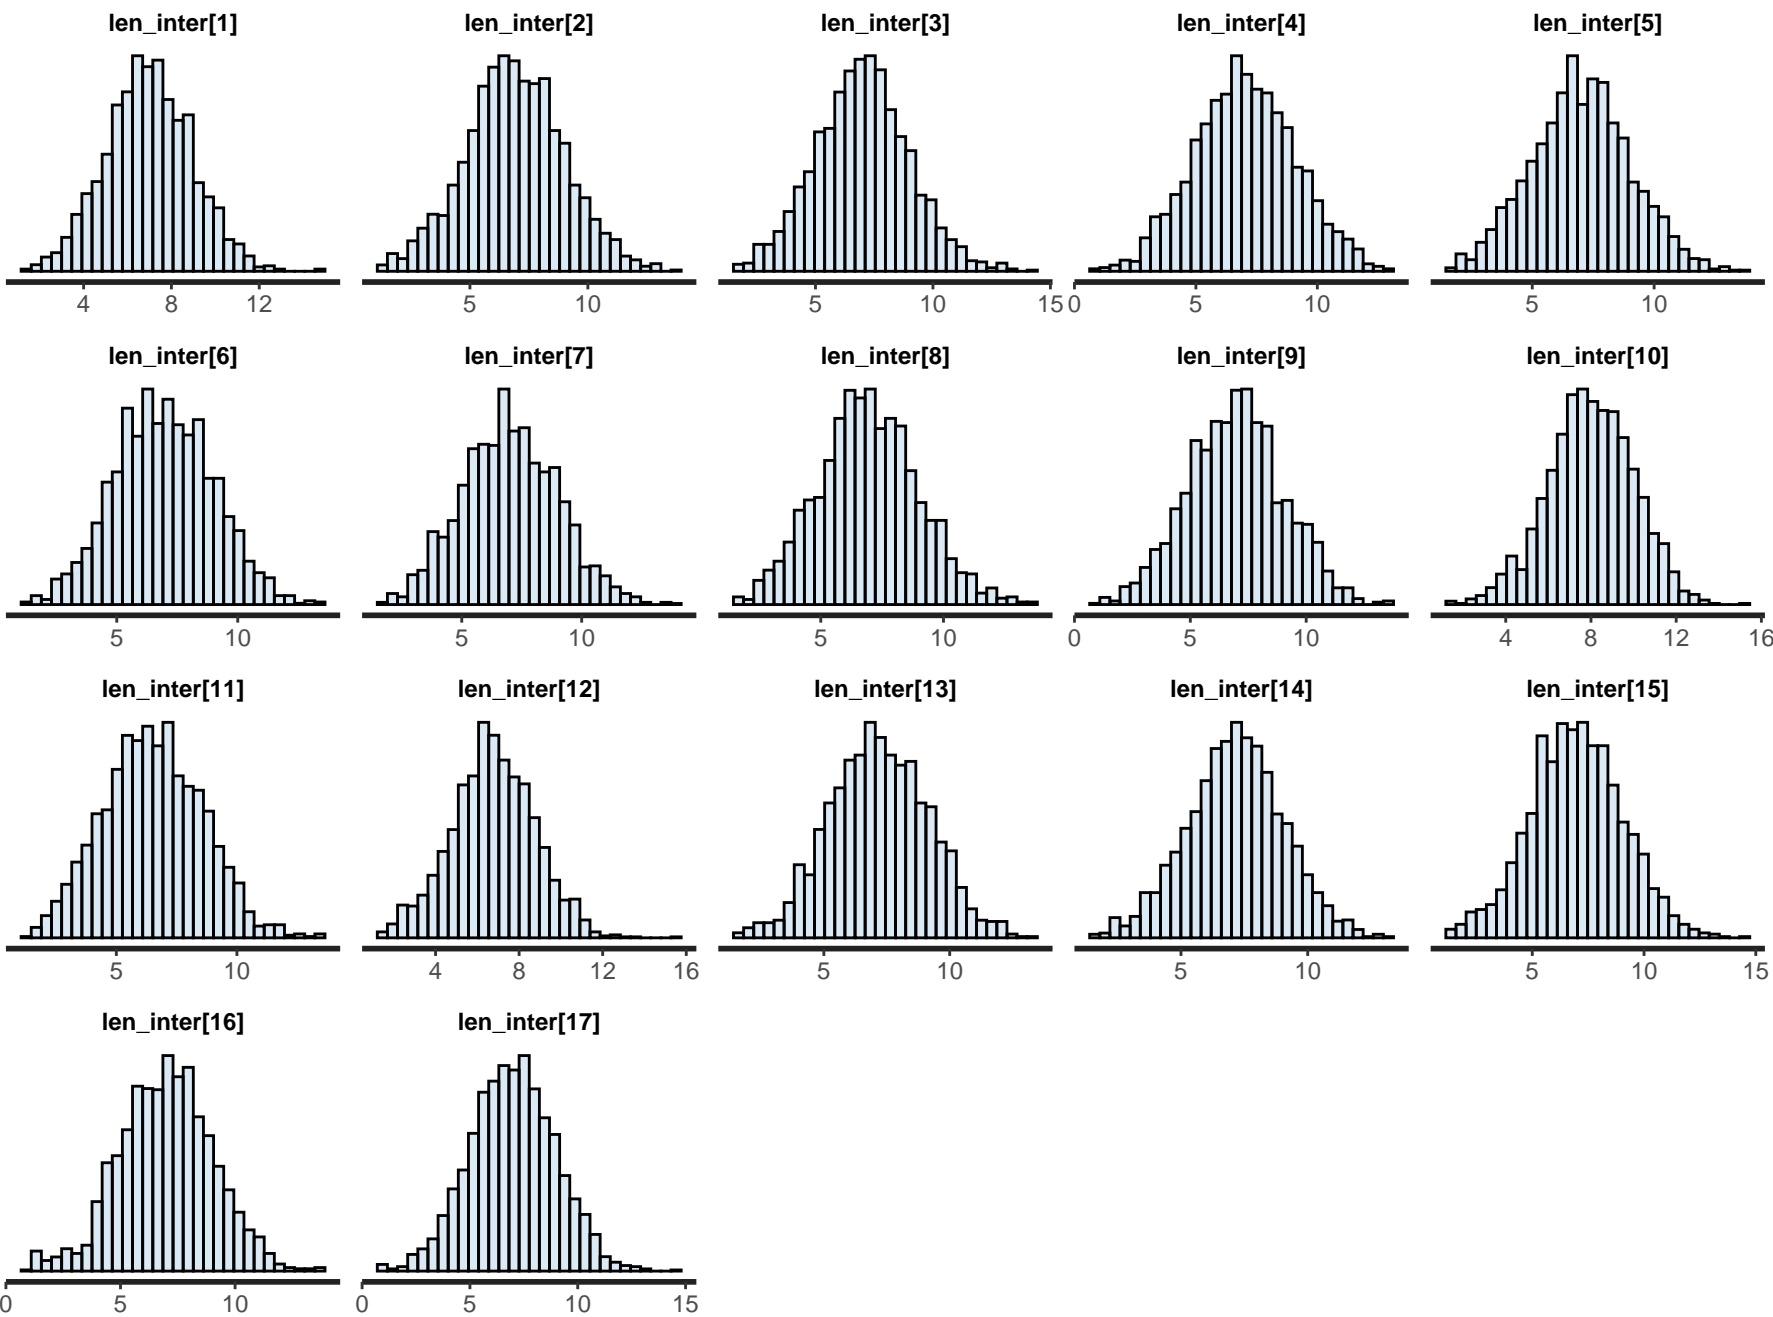 len_inter[1] len_inter[2] len_inter[3] len_inter[4] len_inter[5]
4 8 12 5 10 5 10 15 0 5 10 5 10
len_inter[6] len_inter[7] len_inter[8] len_inter[9] len_inter[10]
5 10 5 10 5 10 0 5 10 4 8 12 16
len_inter[11] len_inter[12] len_inter[13] len_inter[14] len_inter[15]
5 10 4 8 12 16 5 10 5 10 5 10 15
len_inter[16] len_inter[17]
0 5 10 0 5 10 15